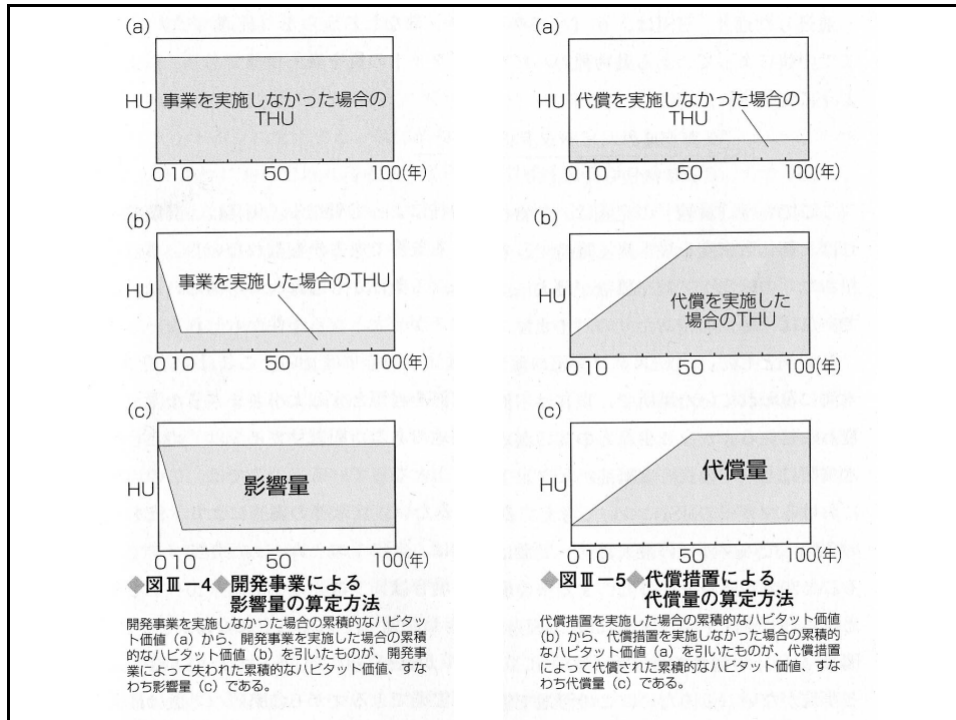 (a)
HU
事業を実施しなかった場合の
THU
0 10 50 100(年)
(b)
HU
事業を実施した場合のTHU
0 10 50 100(年)
(c)
HU
影響量
0 10 50 100(年)
◆図Ⅲ－4◆開発事業による
影響量の算定方法
開発事業を実施しなかった場合の累積的なハビタッ
ト価値（a）から、開発事業を実施した場合の累積
的なハビタット価値（b）を引いたものが、開発事
業によって失われた累積的なハビタット価値、すな
わち影響量（c）である。
(a)
HU
代償を実施しなかった場合の
THU
0 10 50 100(年)
(b)
HU
代償を実施した
場合のTHU
0 10 50 100(年)
(c)
HU
代償量
0 10 50 100(年)
◆図Ⅲ－5◆代償措置による
代償量の算定方法
代償措置を実施した場合の累積的なハビタット価値
（b）から、代償措置を実施しなかった場合の累積的
なハビタット価値（a）を引いたものが、代償措置
によって代償された累積的なハビタット価値、すな
わち代償量（c）である。